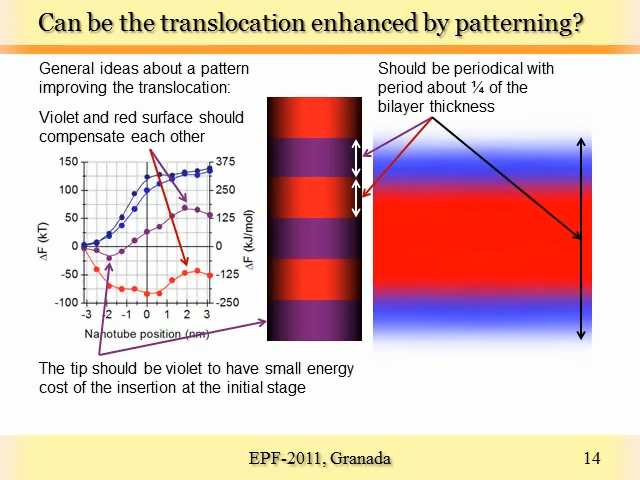 Can be the translocation enhanced by patterning?
General ideas about a pattern
improving the translocation:
Violet and red surface should
compensate each other
Should be periodical with
period about ¼ of the
bilayer thickness
150
100
50
0
-50
-100
375
250
125
0
-125
-250
ΔF (kT)
ΔF (kJ/mol)
-3 -2 -1 0 1 2 3
Nanotube position (nm)
The tip should be violet to have small energy
cost of the insertion at the initial stage
EPF-2011, Granada
14